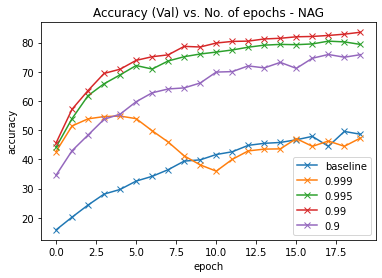 Accuracy (Val) vs. No. of epochs - NAG
accuracy
80
70
60
50
40
30
20
baseline
0.999
0.995
0.99
0.9
0.0 2.5 5.0 7.5 10.0 12.5 15.0 17.5
epoch